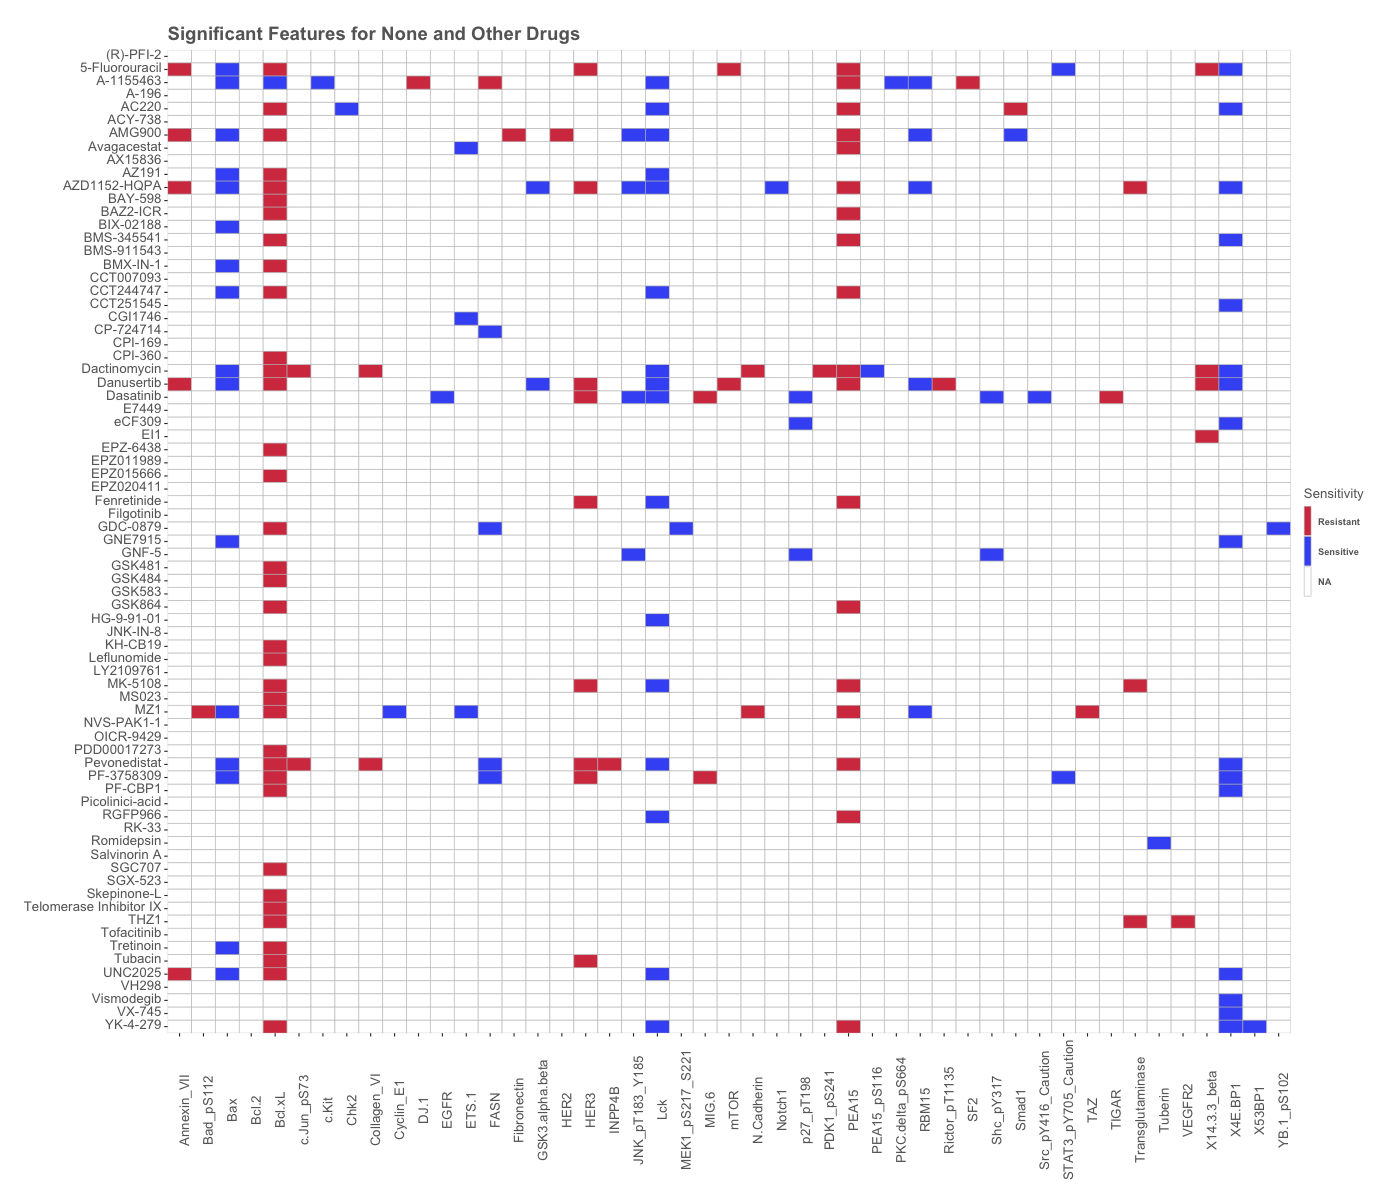 Significant Features for None and Other Drugs
(R)-PFI-2
5-Fluorouracil
A-1155463
A-196
AC220
ACY-738
AMG900
Avagacestat
AX15836
AZ191
AZD1152-HQPA
BAY-598
BAZ2-ICR
BIX-02188
BMS-345541
BMS-911543
BMX-IN-1
CCT007093
CCT244747
CCT251545
CGI1746
CP-724714
CPI-169
CPI-360
Dactinomycin
Danusertib
Dasatinib
E7449
eCF309
EI1
EPZ-6438
EPZ011989
EPZ015666
EPZ020411
Fenretinide
Filgotinib
GDC-0879
GNE7915
GNF-5
GSK481
GSK484
GSK583
GSK864
HG-9-91-01
JNK-IN-8
KH-CB19
Leflunomide
LY2109761
MK-5108
MS023
MZ1
NVS-PAK1-1
OICR-9429
PDD00017273
Pevonedistat
PF-3758309
PF-CBP1
Picolinici-acid
RGFP966
RK-33
Romidepsin
Salvinorin A
SGC707
SGX-523
Skepinone-L
Telomerase Inhibitor IX
THZ1
Tofacitinib
Tretinoin
Tubacin
UNC2025
VH298
Vismodegib
VX-745
YK-4-279
Annexin_VII
Bad_pS112
Bax
Bcl.2
Bcl.xL
c.Jun_pS73
c.Kit
Chk2
Collagen_VI
Cyclin_E1
DJ.1
EGFR
ETS.1
FASN
Fibronectin
GSK3.alpha.beta
HER2
HER3
INPP4B
JNK_pT183_Y185
Lck
MEK1_pS217_S221
MIG.6
mTOR
N.Cadherin
Notch1
p27_pT198
PDK1_pS241
PEA15
PEA15_pS116
PKC.delta_pS664
RBM15
Rictor_pT1135
SF2
Shc_pY317
Smad1
Src_pY416_Caution
STAT3_pY705_Caution
TAZ
TIGAR
Transglutaminase
Tuberin
VEGFR2
X14.3.3_beta
X4E.BP1
X53BP1
YB.1_pS102
Sensitivity
Resistant
Sensitive
NA